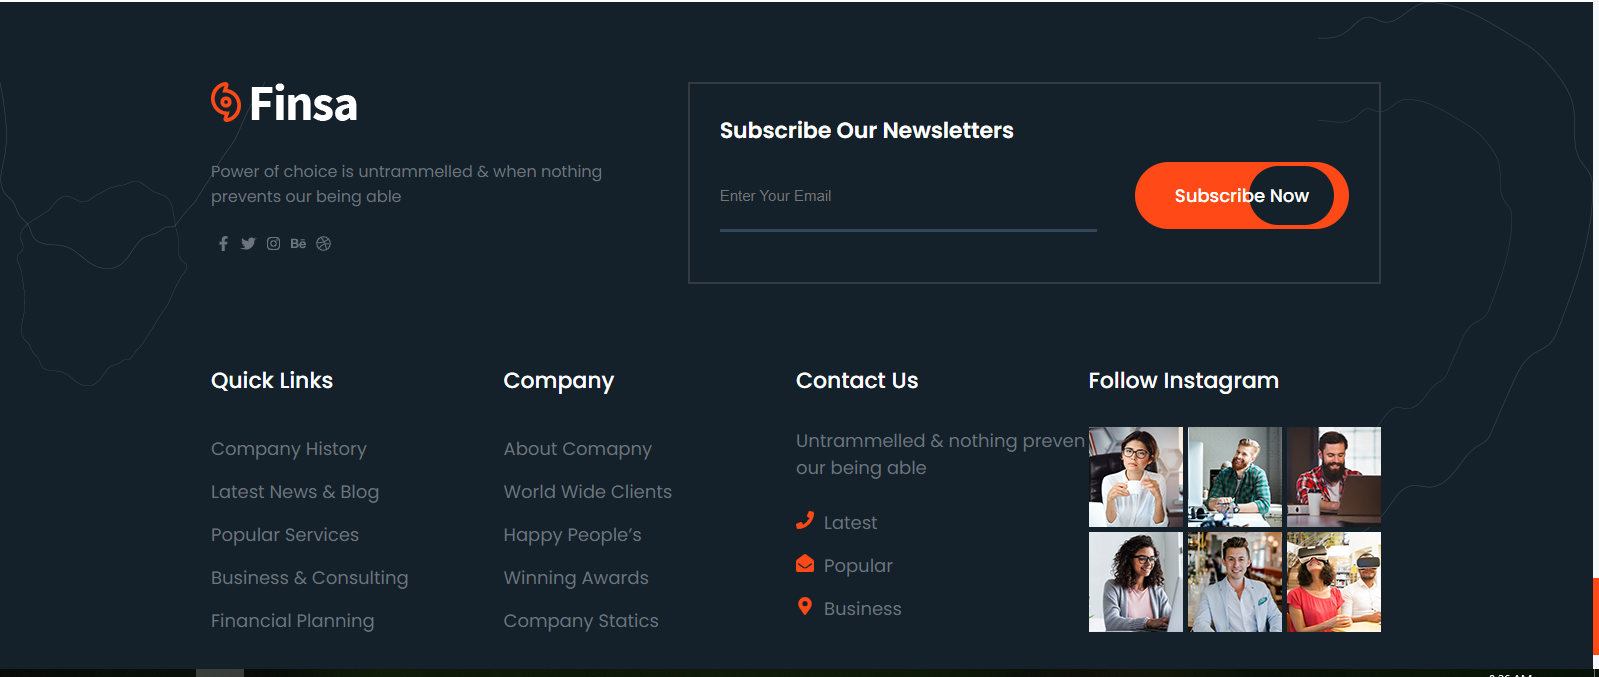 Finsa
Power of choice is untrammelled & when nothing
prevents our being able
Bē
Subscribe Our Newsletters
Enter Your Email
Subscribe Now
Quick Links
Company History
Latest News & Blog
Popular Services
Business & Consulting
Financial Planning
Company
About Comapny
World Wide Clients
Happy People’s
Winning Awards
Company Statics
Contact Us
Untrammelled & nothing preven
our being able
Latest
Popular
Business
Follow Instagram